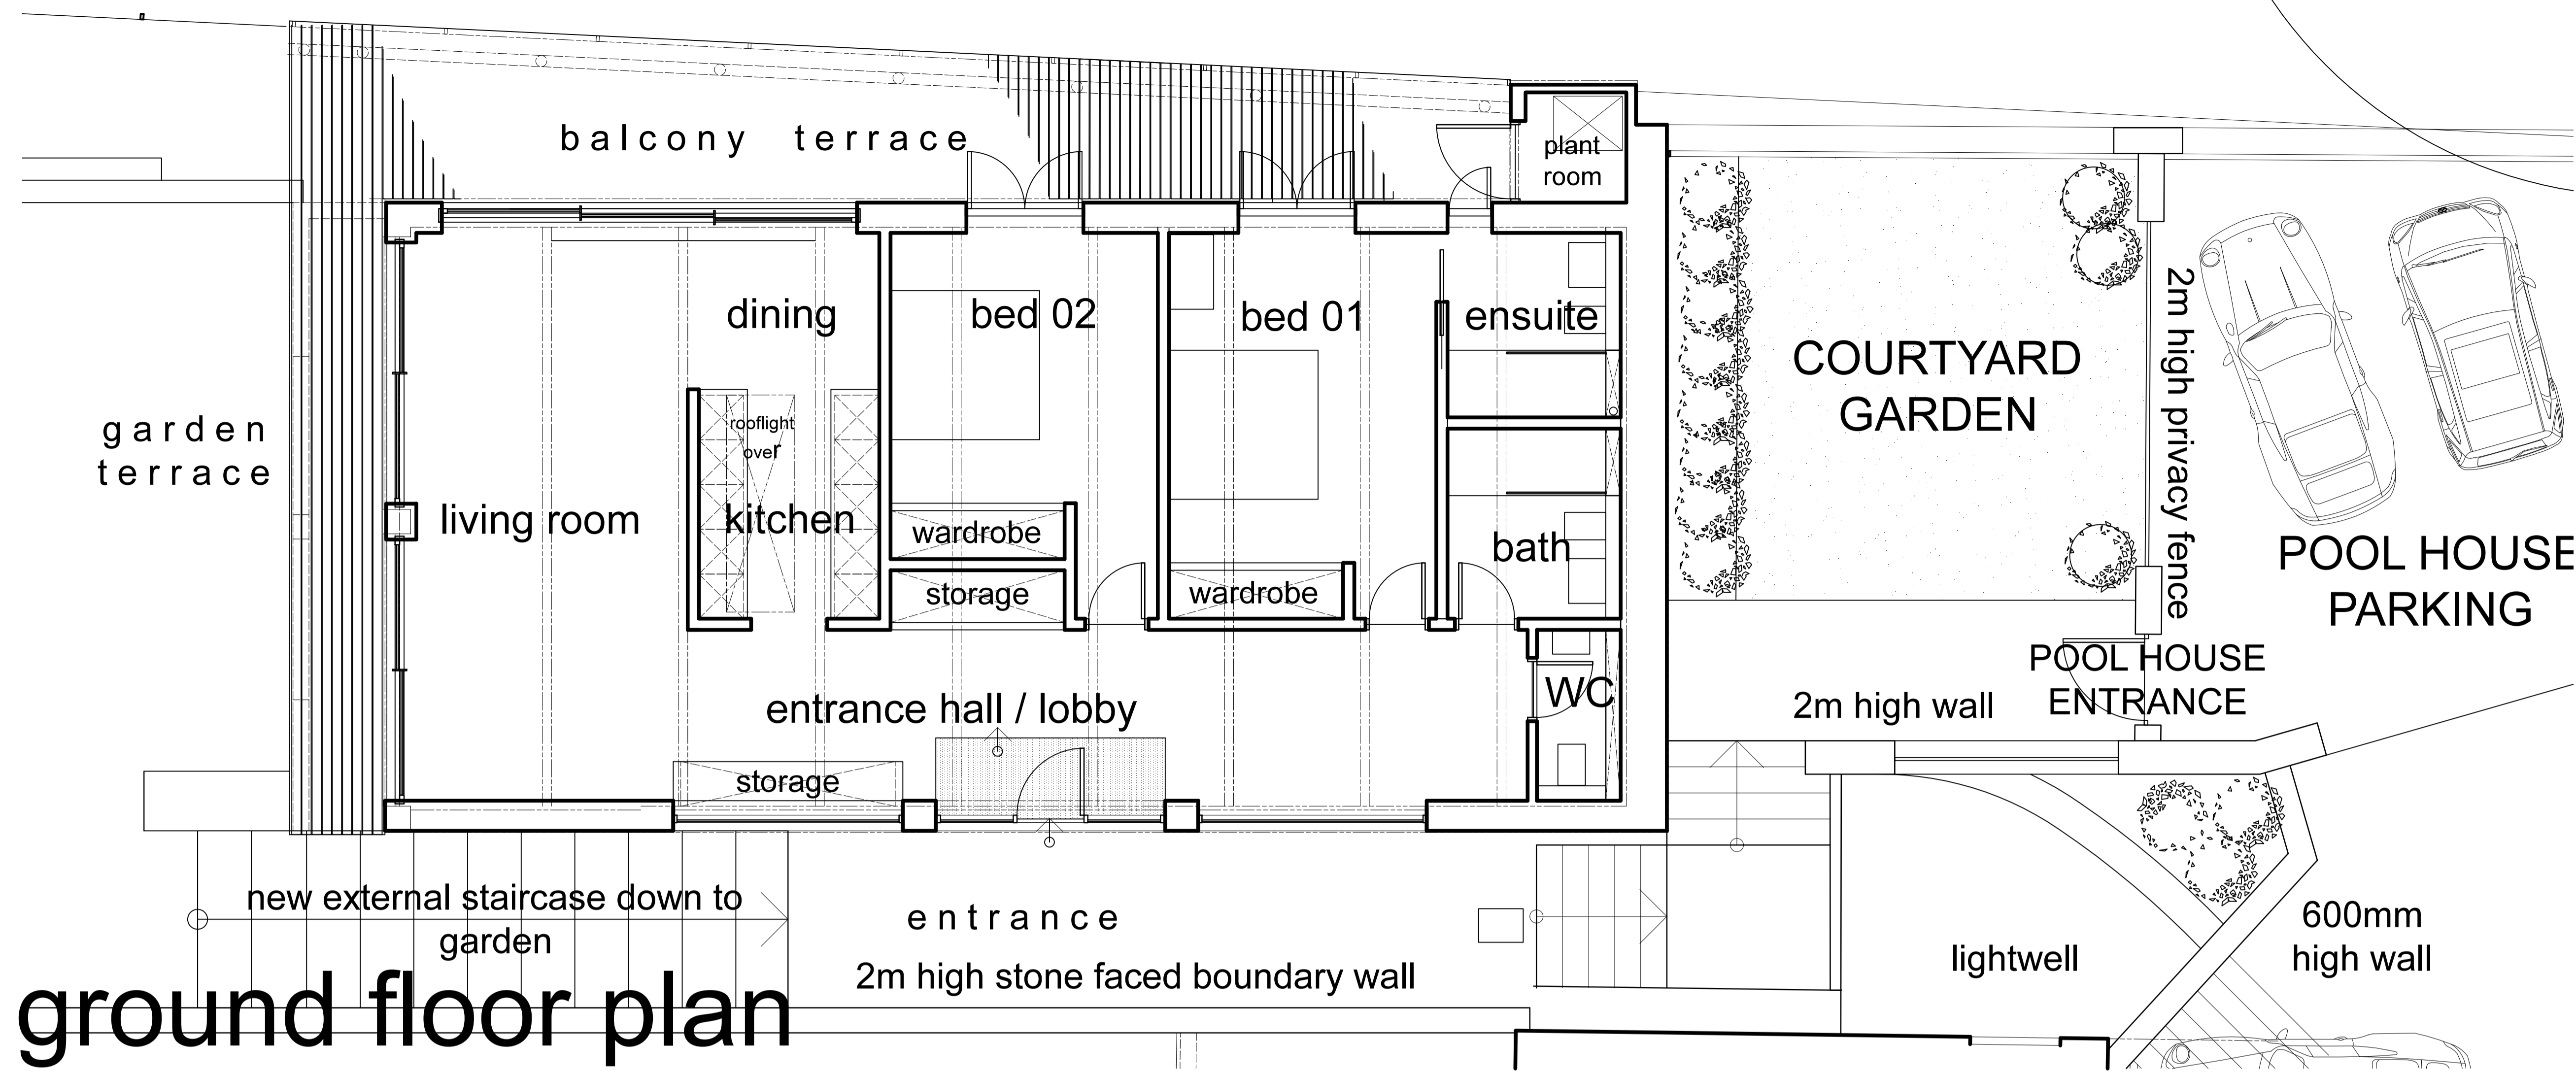 balcony terrace
plant
room
dining
bed 02
bed 01
ensuite
COURTYARD
GARDEN
2m high privacy fence
rooflight
over
garden
terrace
living room
kitchen
wardrobe
bath
storage
wardrobe
POOL HOUSE
PARKING
POOL HOUSE
ENTRANCE
2m high wall
WC
entrance hall / lobby
storage
new external staircase down to
garden
entrance
2m high stone faced boundary wall
lightwell
600mm
high wall
ground floor plan